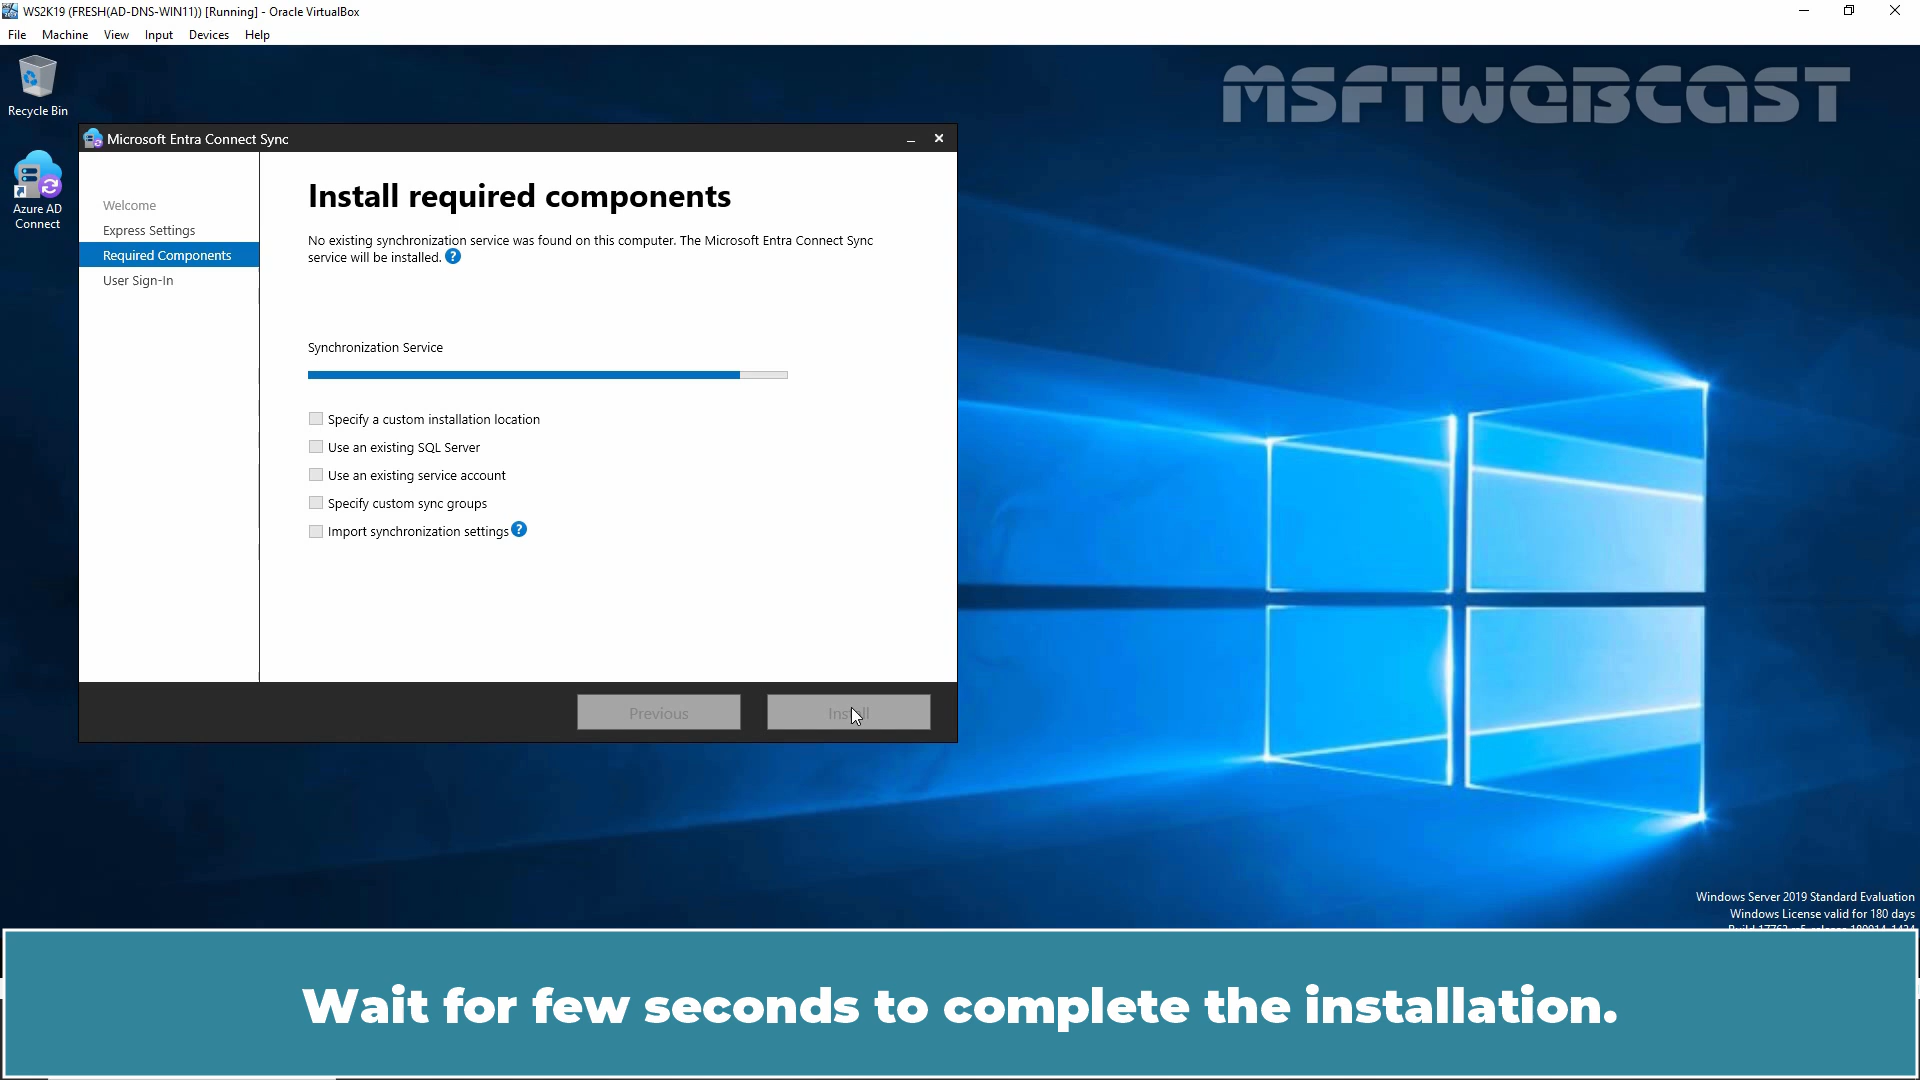 WS2K19 (FRESH(AD-DNS-WIN11)) [Running] - Oracle VirtualBox
File Machine View Input Devices Help
Recycle Bin
MSFTWEBCAST
Azure AD
Connect
Microsoft Entra Connect Sync
Welcome
Express Settings
Required Components
User Sign-In
Install required components
No existing synchronization service was found on this computer. The Microsoft Entra Connect Sync
service will be installed. ?
Synchronization Service
Specify a custom installation location
Use an existing SQL Server
Use an existing service account
Specify custom sync groups
Import synchronization settings ?
Previous
Install
Windows Server 2019 Standard Evaluation
Windows License valid for 180 days
Wait for few seconds to complete the installation.